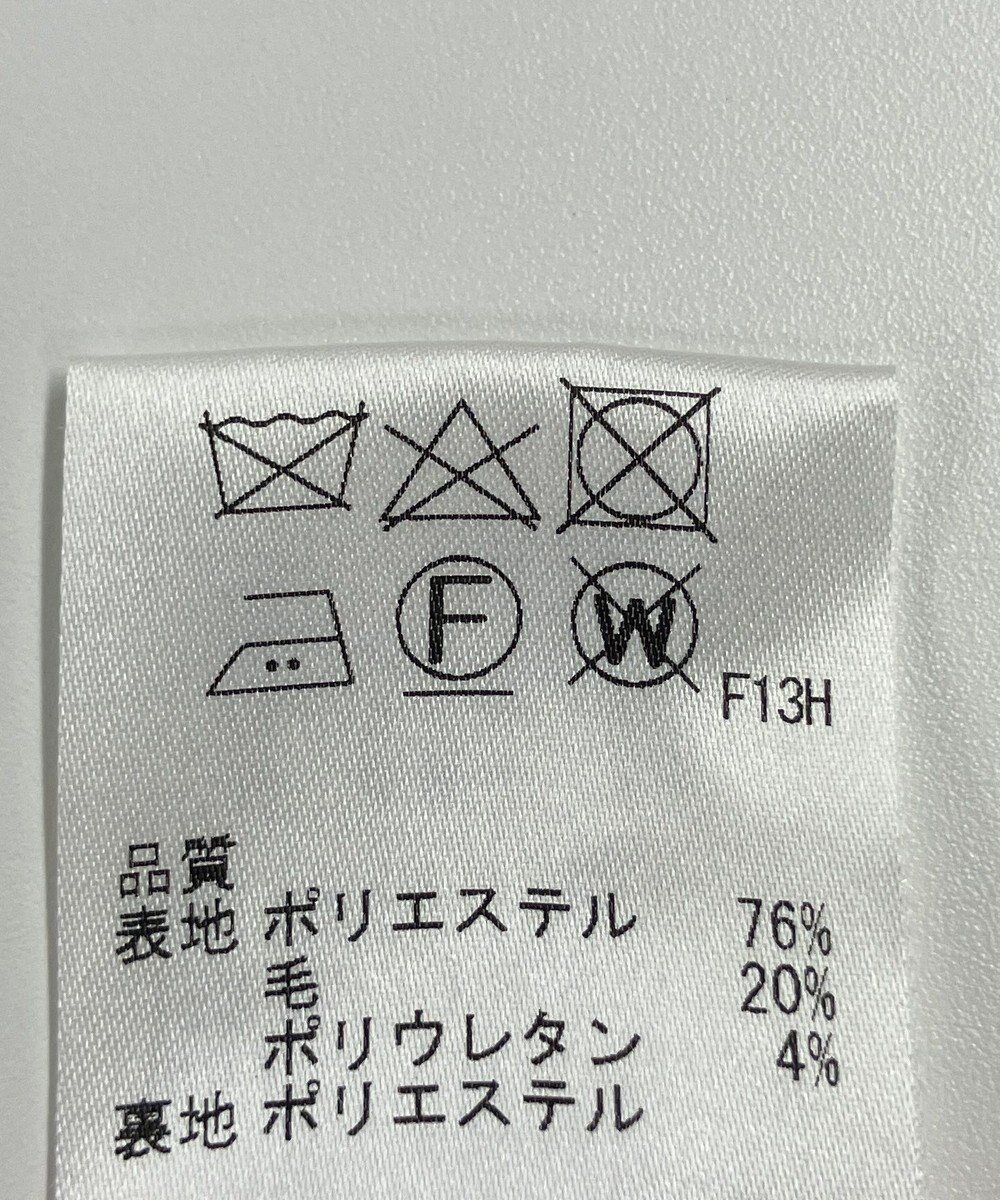 F W F13H
品質
表地 ポリエステル 76%
毛 20%
ポリウレタン 4%
裏地 ポリエステル